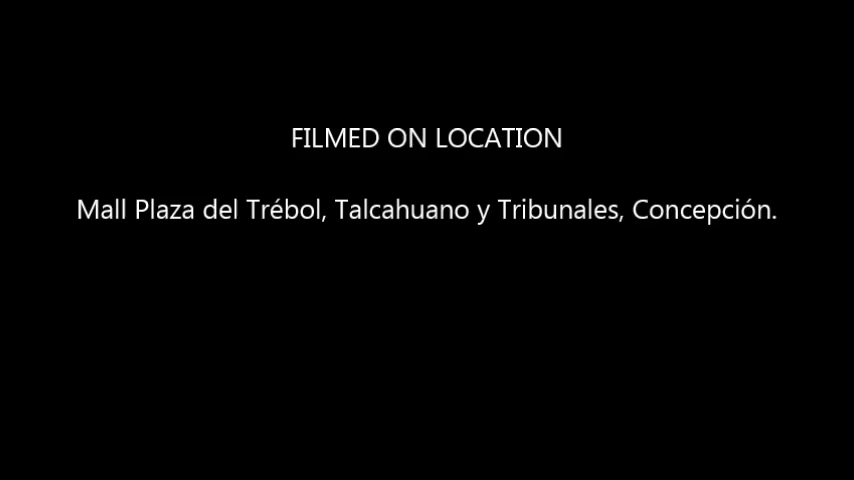 FILMED ON LOCATION
Mall Plaza del Trébol, Talcahuano y Tribunales, Concepción.